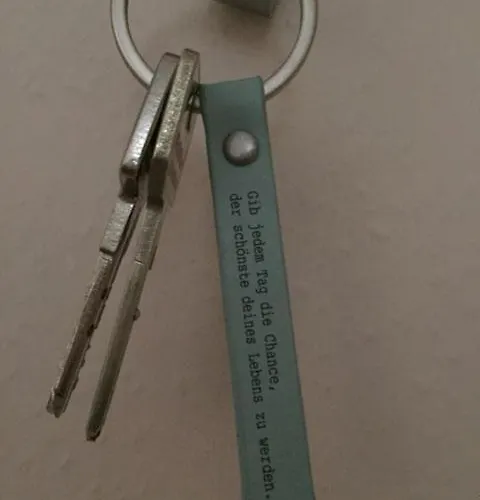 Gib jedem Tag die Chance,
der schönste deines Lebens zu werden.